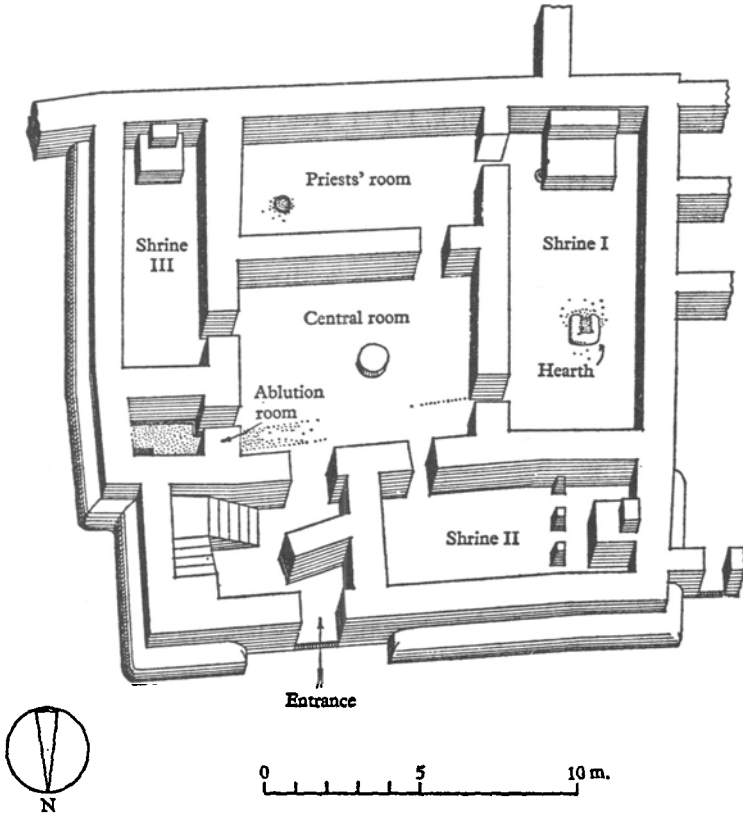 Priests' room
Shrine
III
Shrine I
Central room
Hearth
Ablution
room
Shrine II
Entrance
N
0 5 10 m.